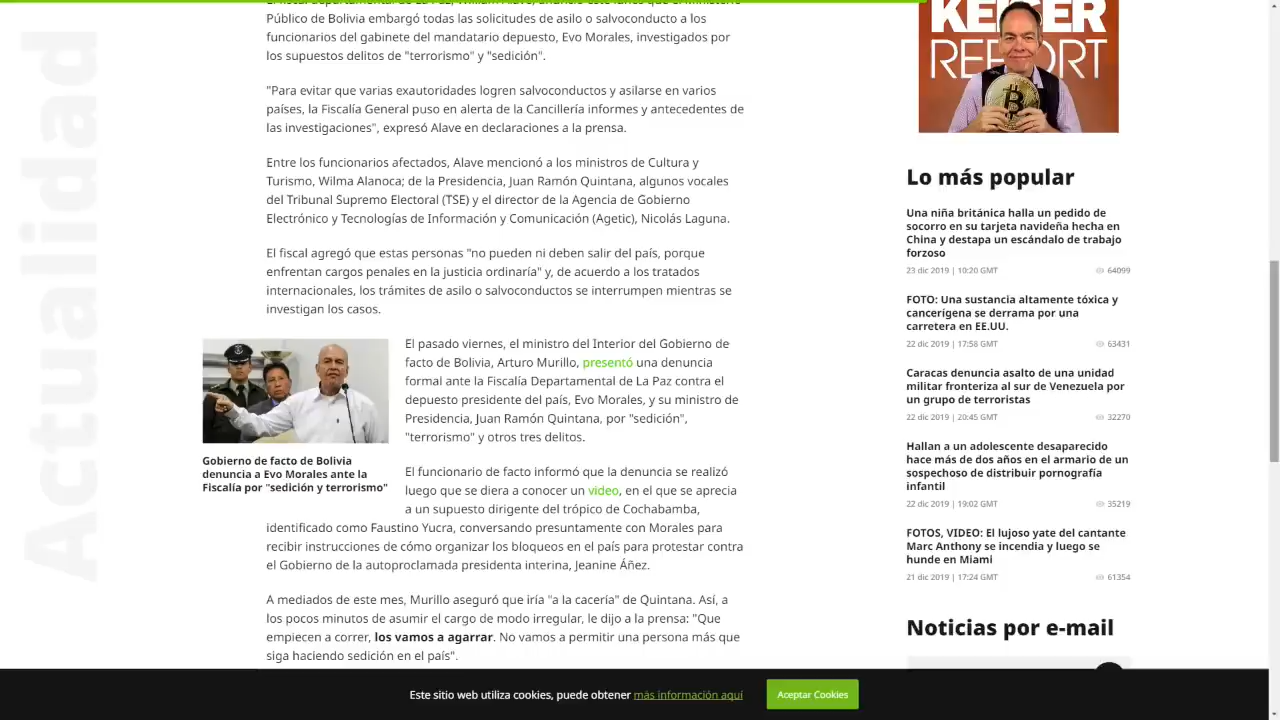 Público de Bolivia embargó todas las solicitudes de asilo o salvoconducto a los
funcionarios del gabinete del mandatario depuesto, Evo Morales, investigados por
los supuestos delitos de "terrorismo" y "sedición".
"Para evitar que varias exautoridades logren salvoconductos y asilarse en varios
países, la Fiscalía General puso en alerta de la Cancillería informes y antecedentes de
las investigaciones", expresó Alave en declaraciones a la prensa.
Entre los funcionarios afectados, Alave mencionó a los ministros de Cultura y
Turismo, Wilma Alanoca; de la Presidencia, Juan Ramón Quintana, algunos vocales
del Tribunal Supremo Electoral (TSE) y el director de la Agencia de Gobierno
Electrónico y Tecnologías de Información y Comunicación (Agetic), Nicolás Laguna.
El fiscal agregó que estas personas "no pueden ni deben salir del país, porque
enfrentan cargos penales en la justicia ordinaria" y, de acuerdo a los tratados
internacionales, los trámites de asilo o salvoconductos se interrumpen mientras se
investigan los casos.
El pasado viernes, el ministro del Interior del Gobierno de
facto de Bolivia, Arturo Murillo, presentó una denuncia
formal ante la Fiscalía Departamental de La Paz contra el
depuesto presidente del país, Evo Morales, y su ministro de
Presidencia, Juan Ramón Quintana, por "sedición",
"terrorismo" y otros tres delitos.
Gobierno de facto de Bolivia
denuncia a Evo Morales ante la
Fiscalía por "sedición y terrorismo"
El funcionario de facto informó que la denuncia se realizó
luego que se diera a conocer un video, en el que se aprecia
a un supuesto dirigente del trópico de Cochabamba,
identificado como Faustino Yucra, conversando presuntamente con Morales para
recibir instrucciones de cómo organizar los bloqueos en el país para protestar contra
el Gobierno de la autoproclamada presidenta interina, Jeanine Áñez.
A mediados de este mes, Murillo aseguró que iría "a la cacería" de Quintana. Así, a
los pocos minutos de asumir el cargo de modo irregular, le dijo a la prensa: "Que
empiecen a correr, los vamos a agarrar. No vamos a permitir una persona más que
siga haciendo sedición en el país".
Actualidad
KEISER
REPORT
Lo más popular
Una niña británica halla un pedido de
socorro en su tarjeta navideña hecha en
China y destapa un escándalo de trabajo
forzoso
23 dic 2019 | 10:20 GMT 64099
FOTO: Una sustancia altamente tóxica y
cancerígena se derrama por una
carretera en EE.UU.
22 dic 2019 | 17:58 GMT 63431
Caracas denuncia asalto de una unidad
militar fronteriza al sur de Venezuela por
un grupo de terroristas
22 dic 2019 | 20:45 GMT 32270
Hallan a un adolescente desaparecido
hace más de dos años en el armario de un
sospechoso de distribuir pornografía
infantil
22 dic 2019 | 19:02 GMT 35219
FOTOS, VIDEO: El lujoso yate del cantante
Marc Anthony se incendia y luego se
hunde en Miami
21 dic 2019 | 17:24 GMT 61354
Noticias por e-mail
Este sitio web utiliza cookies, puede obtener más información aquí
Aceptar Cookies